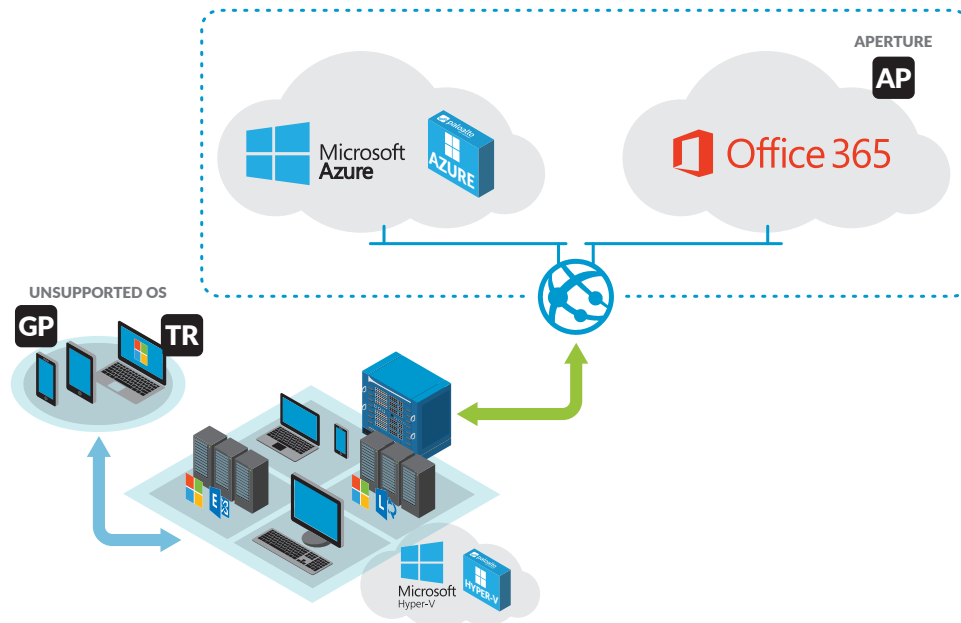 APERTURE
AP
Microsoft
Azure
paloalto
AZURE
Office 365
UNSUPPORTED OS
GP
TR
E
L
Microsoft
Hyper-V
paloalto
HYPER-V